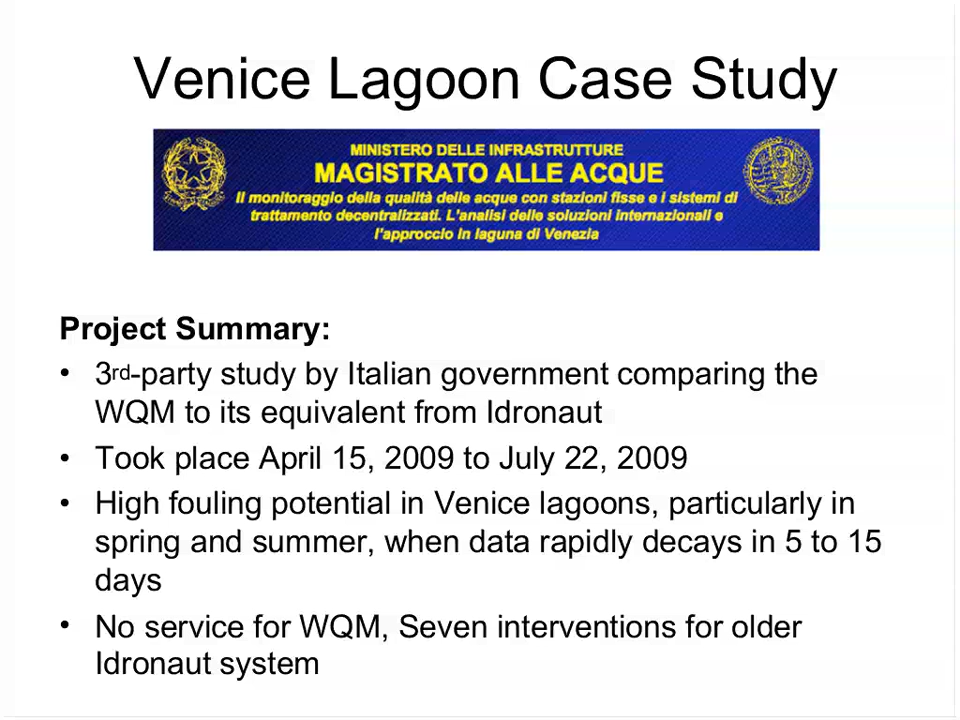 Venice Lagoon Case Study
MINISTERO DELLE INFRASTRUTTURE
MAGISTRATO ALLE ACQUE
Il monitoraggio della qualità delle acque con stazioni fisse e i sistemi di
trattamento decentralizzati. L'analisi delle soluzioni internazionali e
l'approccio in laguna di Venezia
Project Summary:
• 3rd-party study by Italian government comparing the
WQM to its equivalent from Idronaut
• Took place April 15, 2009 to July 22, 2009
• High fouling potential in Venice lagoons, particularly in
spring and summer, when data rapidly decays in 5 to 15
days
• No service for WQM, Seven interventions for older
Idronaut system